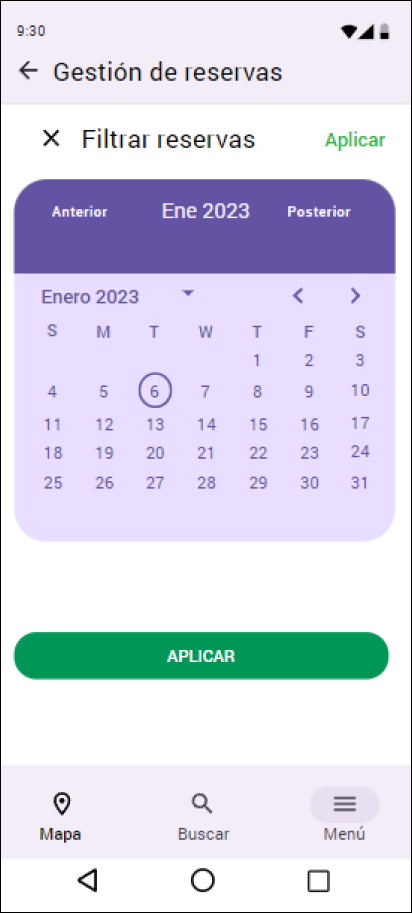 9:30
Gestión de reservas
Filtrar reservas Aplicar
Anterior Ene 2023 Posterior
Enero 2023
S M T W T F S
1 2 3
4 5 6 7 8 9 10
11 12 13 14 15 16 17
18 19 20 21 22 23 24
25 26 27 28 29 30 31
APLICAR
Mapa Buscar Menú